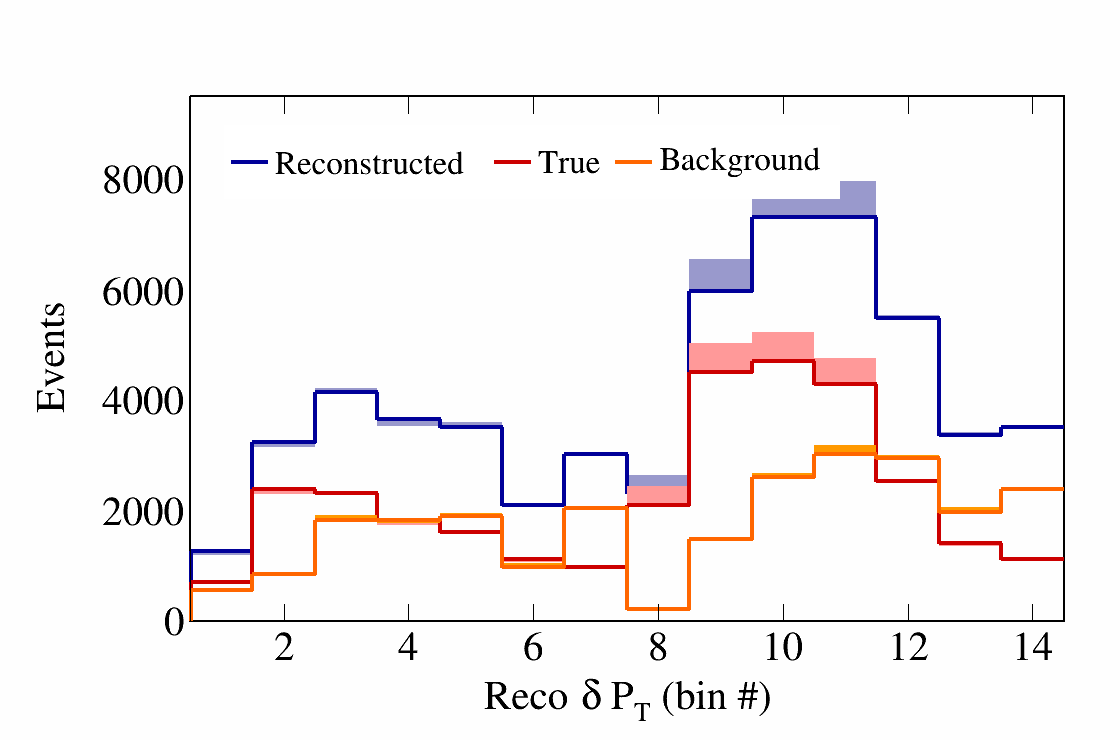 Reconstructed True Background
8000
6000
4000
2000
0
Events
2 4 6 8 10 12 14
Reco δ P_T (bin #)